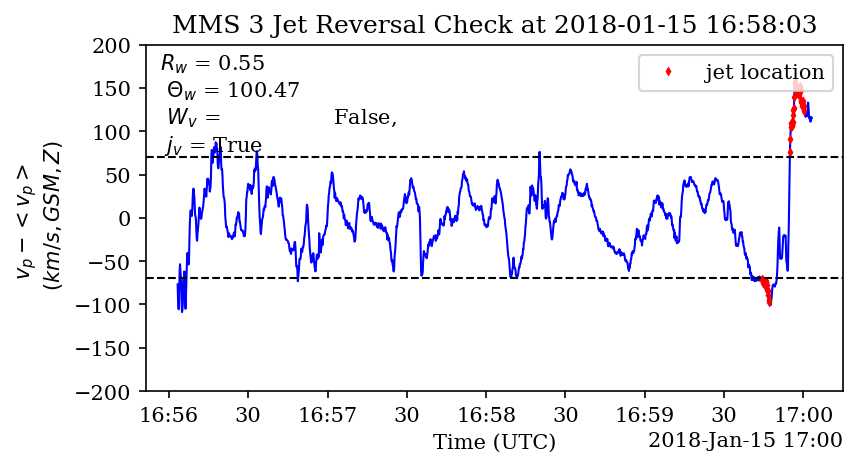 MMS 3 Jet Reversal Check at 2018-01-15 16:58:03
200
150
100
50
0
−50
−100
−150
−200
v_p − < v_p >
(km/s, GSM, Z)
R_w = 0.55
Θ_w = 100.47
W_v = False,
j_v = True
jet location
16:56 30 16:57 30 16:58 30 16:59 30 17:00
Time (UTC)
2018-Jan-15 17:00